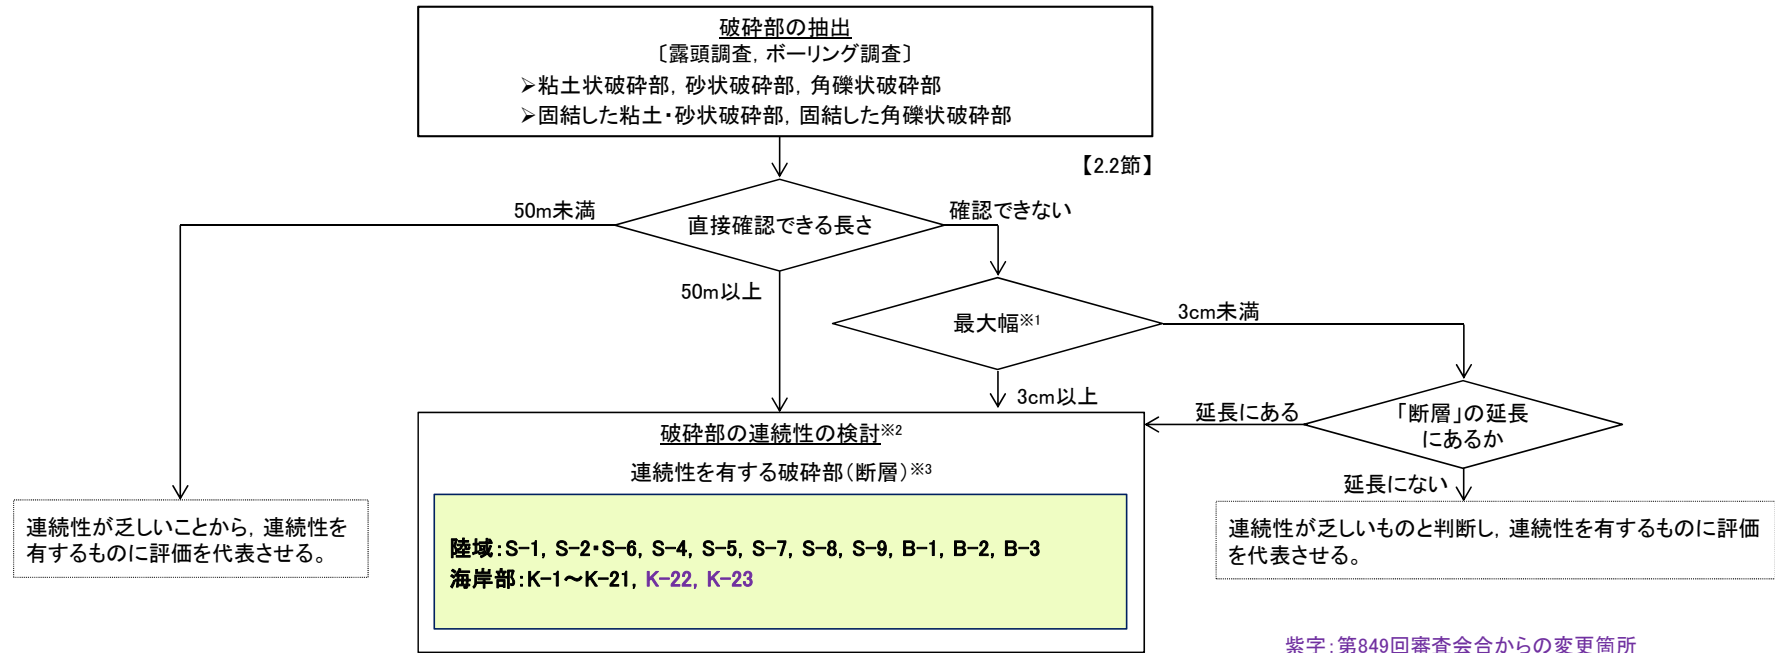 破砕部の抽出
〔露頭調査, ボーリング調査〕
➢粘土状破砕部, 砂状破砕部, 角礫状破砕部
➢固結した粘土・砂状破砕部, 固結した角礫状破砕部
【2.2節】
50m未満
直接確認できる長さ
確認できない
50m以上
最大幅※1
3cm未満
3cm以上
延長にある
「断層」の延長
にあるか
延長にない
破砕部の連続性の検討※2
連続性を有する破砕部(断層)※3
陸域:S-1, S-2・S-6, S-4, S-5, S-7, S-8, S-9, B-1, B-2, B-3
海岸部:K-1～K-21, K-22, K-23
連続性が乏しいことから, 連続性を
有するものに評価を代表させる。
連続性が乏しいものと判断し, 連続性を有するものに評価
を代表させる。
紫字:第849回審査会合からの変更箇所